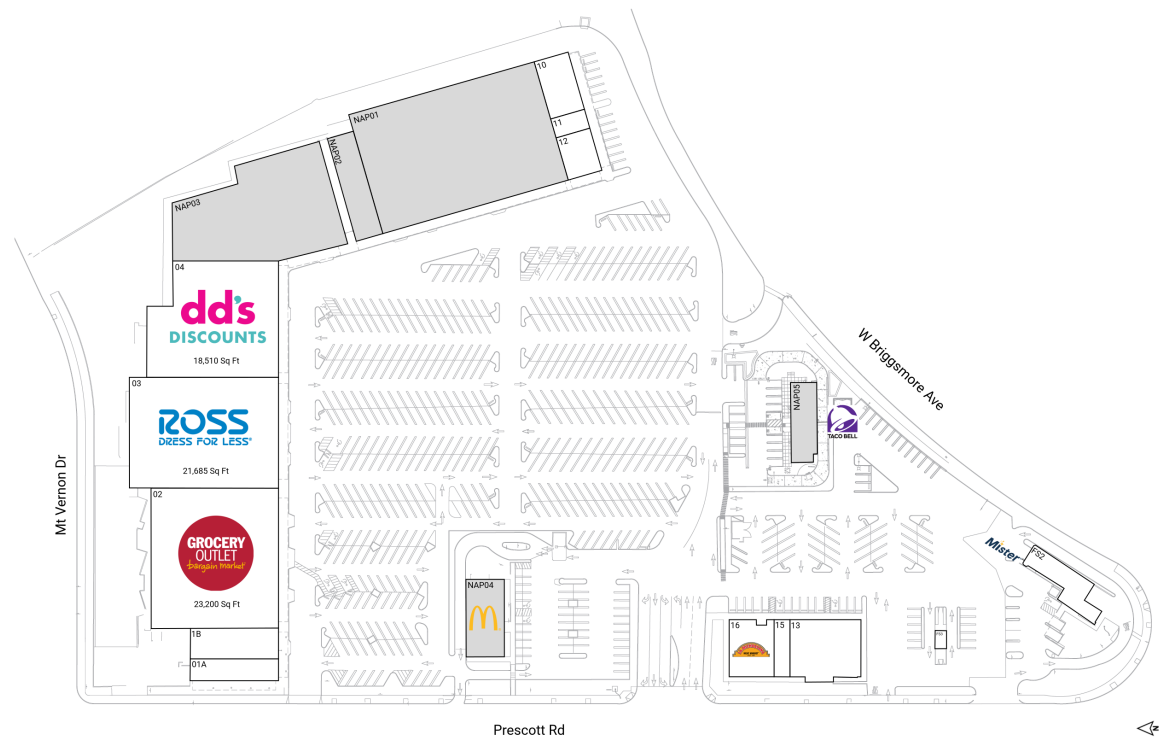 10
NAP01
11
NAP02
12
NAP03
04
dd's
DISCOUNTS
18,510 Sq Ft
W Briggsmore Ave
03
NAP05
ROSS
DRESS FOR LESS
TACO BELL
21,685 Sq Ft
Mt Vernon Dr
02
GROCERY
OUTLET
bargain market
Mister
FS2
NAP04
23,200 Sq Ft
1B
16
15
13
01A
Prescott Rd
N